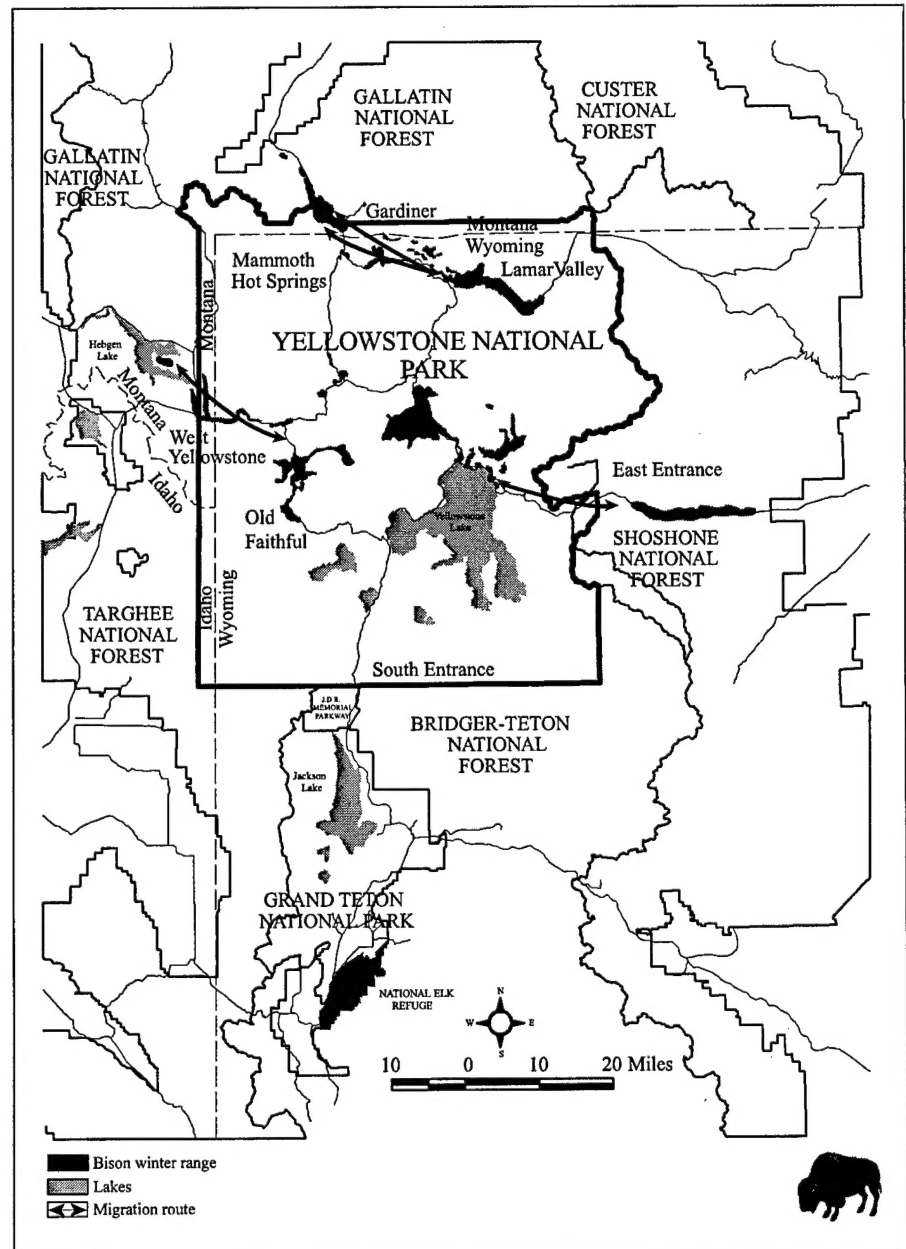 GALLATIN
NATIONAL
FOREST
CUSTER
NATIONAL
FOREST
GALLATIN
NATIONAL
FOREST
Gardiner
Montana
Wyoming
Mammoth
Hot Springs
LamarValley
Montana
YELLOWSTONE NATIONAL
PARK
Hebgen
Lake
Montana
Idaho
West
Yellowstone
East Entrance
Old
Faithful
Yellowstone
Lake
SHOSHONE
NATIONAL
FOREST
Idaho
Wyoming
TARGHEE
NATIONAL
FOREST
South Entrance
J.D.R.
MEMORIAL
PARKWAY
BRIDGER-TETON
NATIONAL
FOREST
Jackson
Lake
GRAND TETON
NATIONAL PARK
NATIONAL ELK
REFUGE
N
W E
S
10 0 10 20 Miles
Bison winter range
Lakes
Migration route